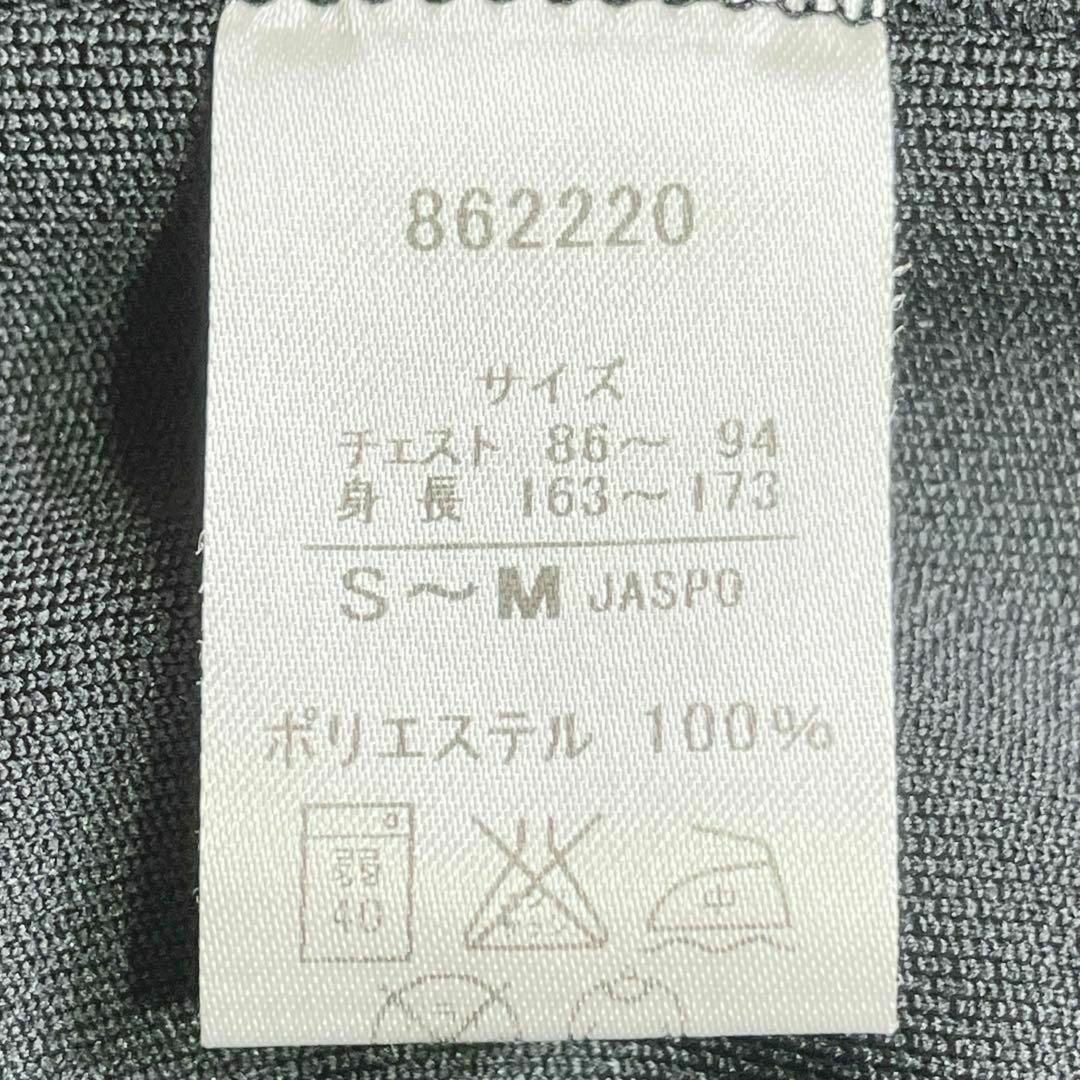 862220
サイズ
チェスト 86～ 94
身長 163～173
S～M JASPO
ポリエステル 100%
弱
40
中